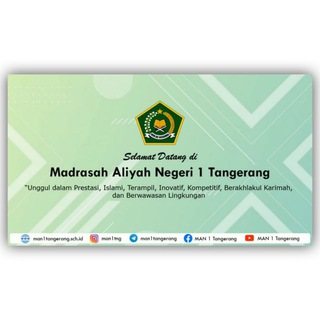 Selamat Datang di
Madrasah Aliyah Negeri 1 Tangerang
"Unggul dalam Prestasi, Islami, Terampil, Inovatif, Kompetitif, Berakhlakul Karimah,
dan Berwawasan Lingkungan
man1tangerang.sch.id man1tng man1tangerang MAN 1 Tangerang MAN 1 Tangerang